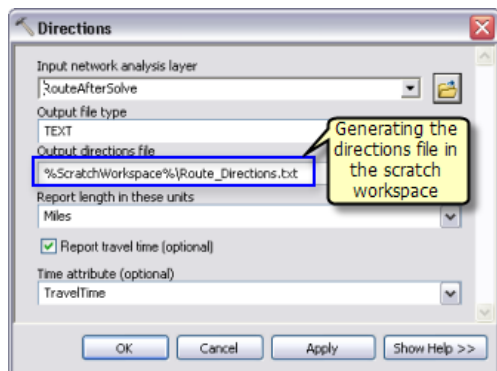 Directions
Input network analysis layer
RouteAfterSolve
Output file type
TEXT
Output directions file
%ScratchWorkspace%\Route_Directions.txt
Generating the
directions file in
the scratch
workspace
Report length in these units
Miles
Report travel time (optional)
Time attribute (optional)
TravelTime
OK
Cancel
Apply
Show Help >>